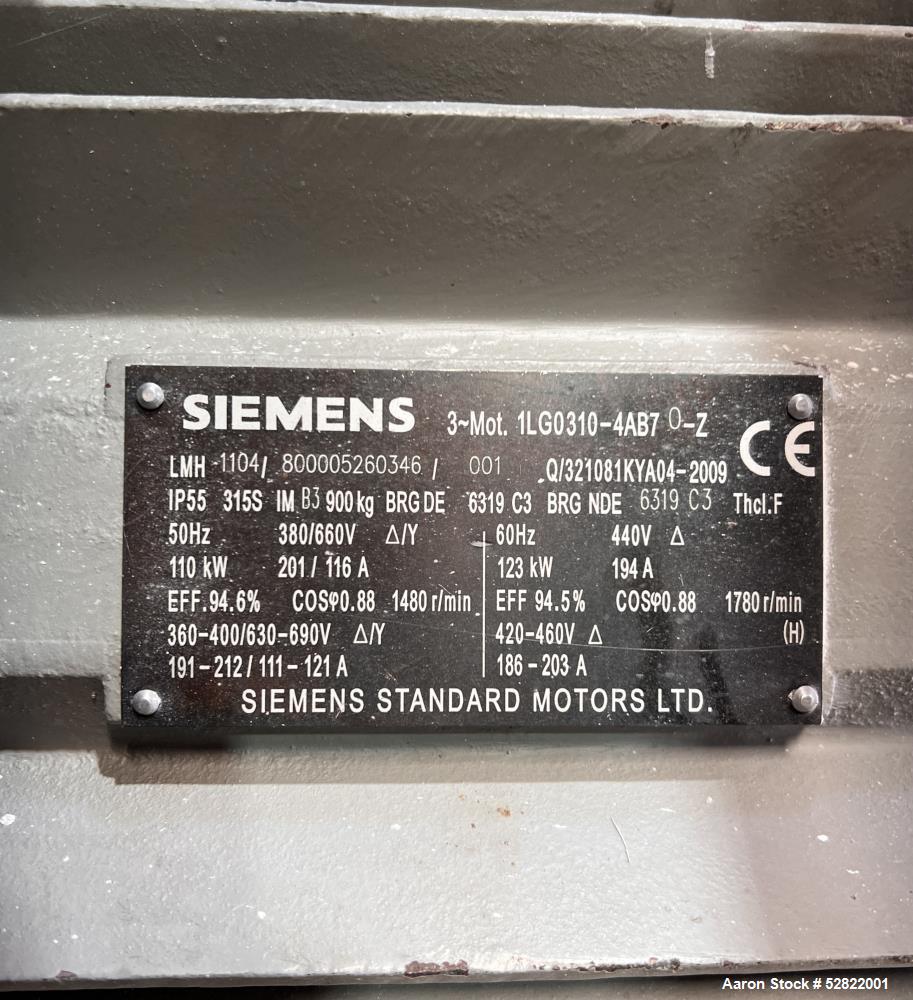 SIEMENS 3~Mot. 1LG0310-4AB7 0-Z
CE
LMH -1104/ 800005260346 / 001 Q/321081KYA04-2009
IP55 315S IM B3 900kg BRG DE 6319 C3 BRG NDE 6319 C3 Thcl.F
50Hz 380/660V Δ/Y 60Hz 440V Δ
110 kW 201 / 116 A 123 kW 194 A
EFF.94.6% COSφ0.88 1480 r/min EFF 94.5% COSφ0.88 1780 r/min
360-400/630-690V Δ/Y 420-460V Δ (H)
191-212 / 111-121 A 186-203 A
SIEMENS STANDARD MOTORS LTD.
Aaron Stock # 52822001